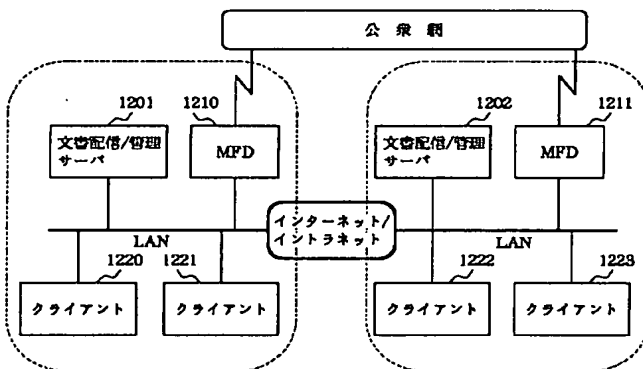 公衆網
1201
1210
1202
1211
文書配信/管理
サーバ
MFD
文書配信/管理
サーバ
MFD
インターネット/
イントラネット
LAN
LAN
1220
1221
1222
1223
クライアント
クライアント
クライアント
クライアント